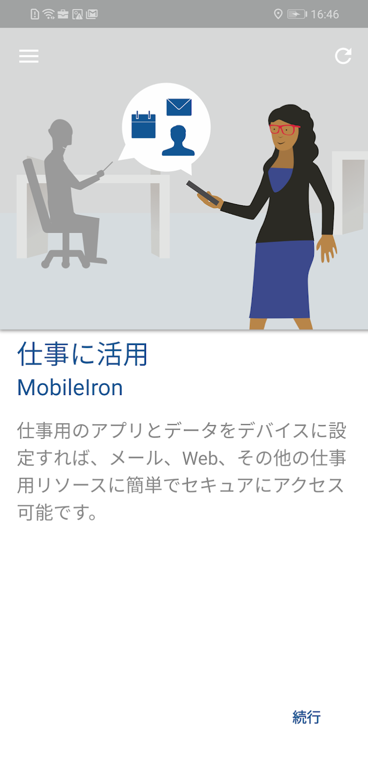 16:46
仕事に活用
MobileIron
仕事用のアプリとデータをデバイスに設
定すれば、メール、Web、その他の仕事
用リソースに簡単でセキュアにアクセス
可能です。
続行